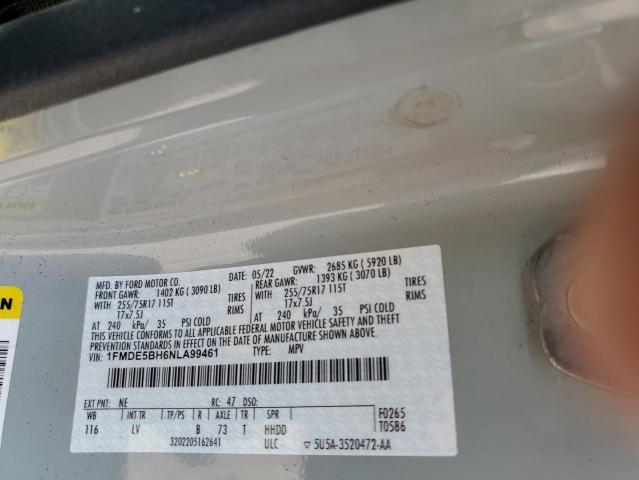 MFD. BY FORD MOTOR CO.
05/22 GVWR: 2685 KG ( 5920 LB)
FRONT GAWR: 1402 KG ( 3090 LB) REAR GAWR: 1393 KG ( 3070 LB)
WITH 255/75R17 115T TIRES WITH 255/75R17 115T TIRES
17x7.5J RIMS 17x7.5J RIMS
AT 240 kPa/ 35 PSI COLD AT 240 kPa/ 35 PSI COLD
THIS VEHICLE CONFORMS TO ALL APPLICABLE FEDERAL MOTOR VEHICLE SAFETY AND THEFT
PREVENTION STANDARDS IN EFFECT ON THE DATE OF MANUFACTURE SHOWN ABOVE.
VIN: 1FMDE5BH6NLA99461 TYPE: MPV
EXT PNT: NE RC: 47 DSO:
WB INT TR TP/PS R AXLE TR SPR
116 LV B 73 T HHDD
F0265
T0586
3202205162641 ULC ▽ 5U5A-3520472-AA